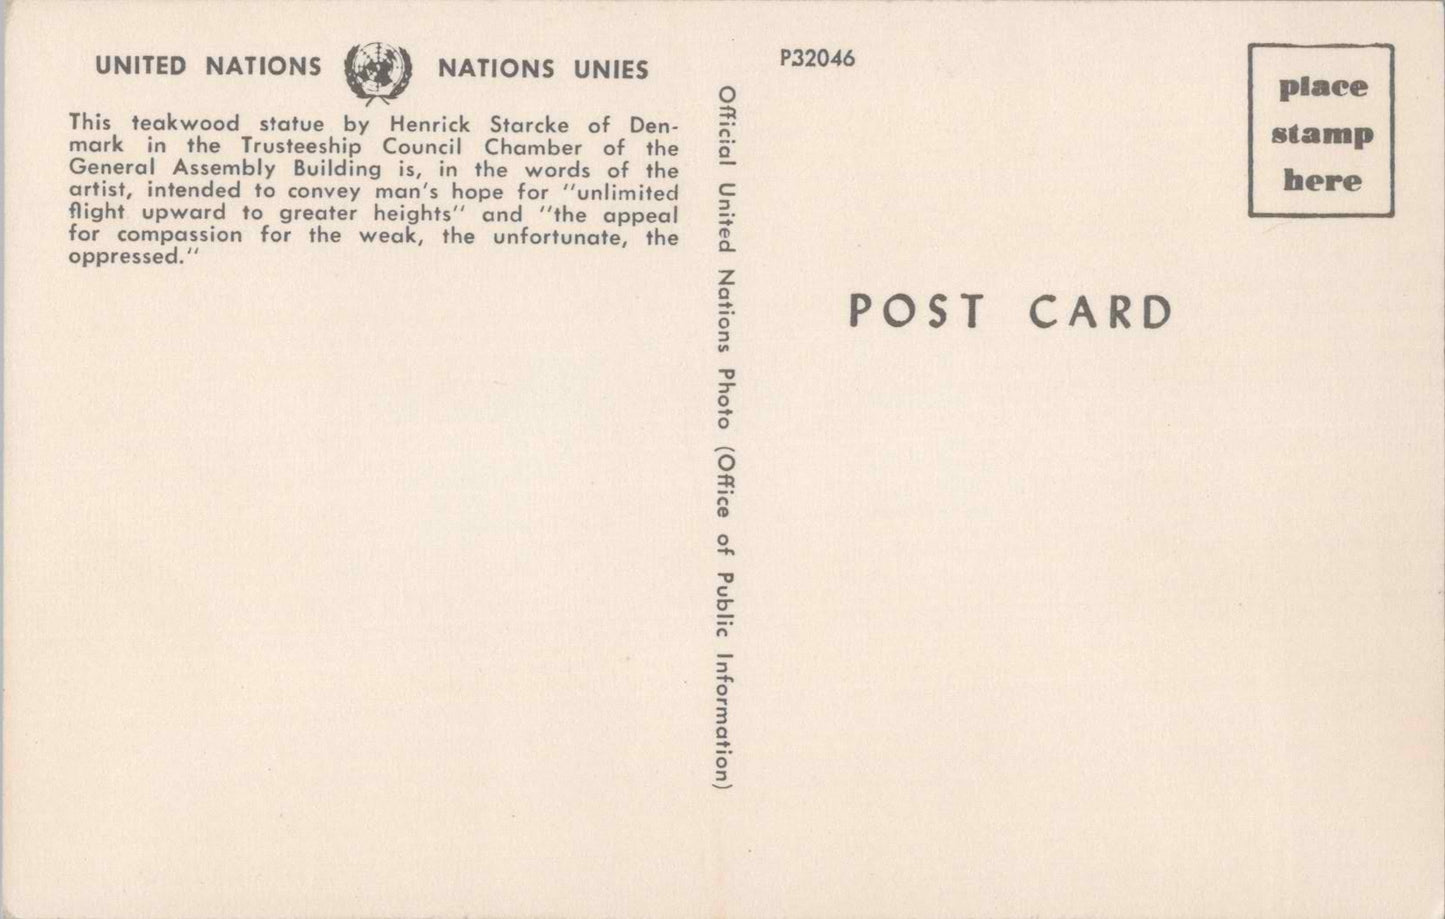 UNITED NATIONS NATIONS UNIES
This teakwood statue by Henrick Starcke of Den-
mark in the Trusteeship Council Chamber of the
General Assembly Building is, in the words of the
artist, intended to convey man's hope for "unlimited
flight upward to greater heights" and "the appeal
for compassion for the weak, the unfortunate, the
oppressed."
Official United Nations Photo (Office of Public Information)
P32046
place
stamp
here
POST CARD